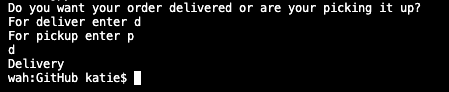 Do you want your order delivered or are your picking it up?
For deliver enter d
For pickup enter p
d
Delivery
wah:GitHub katie$